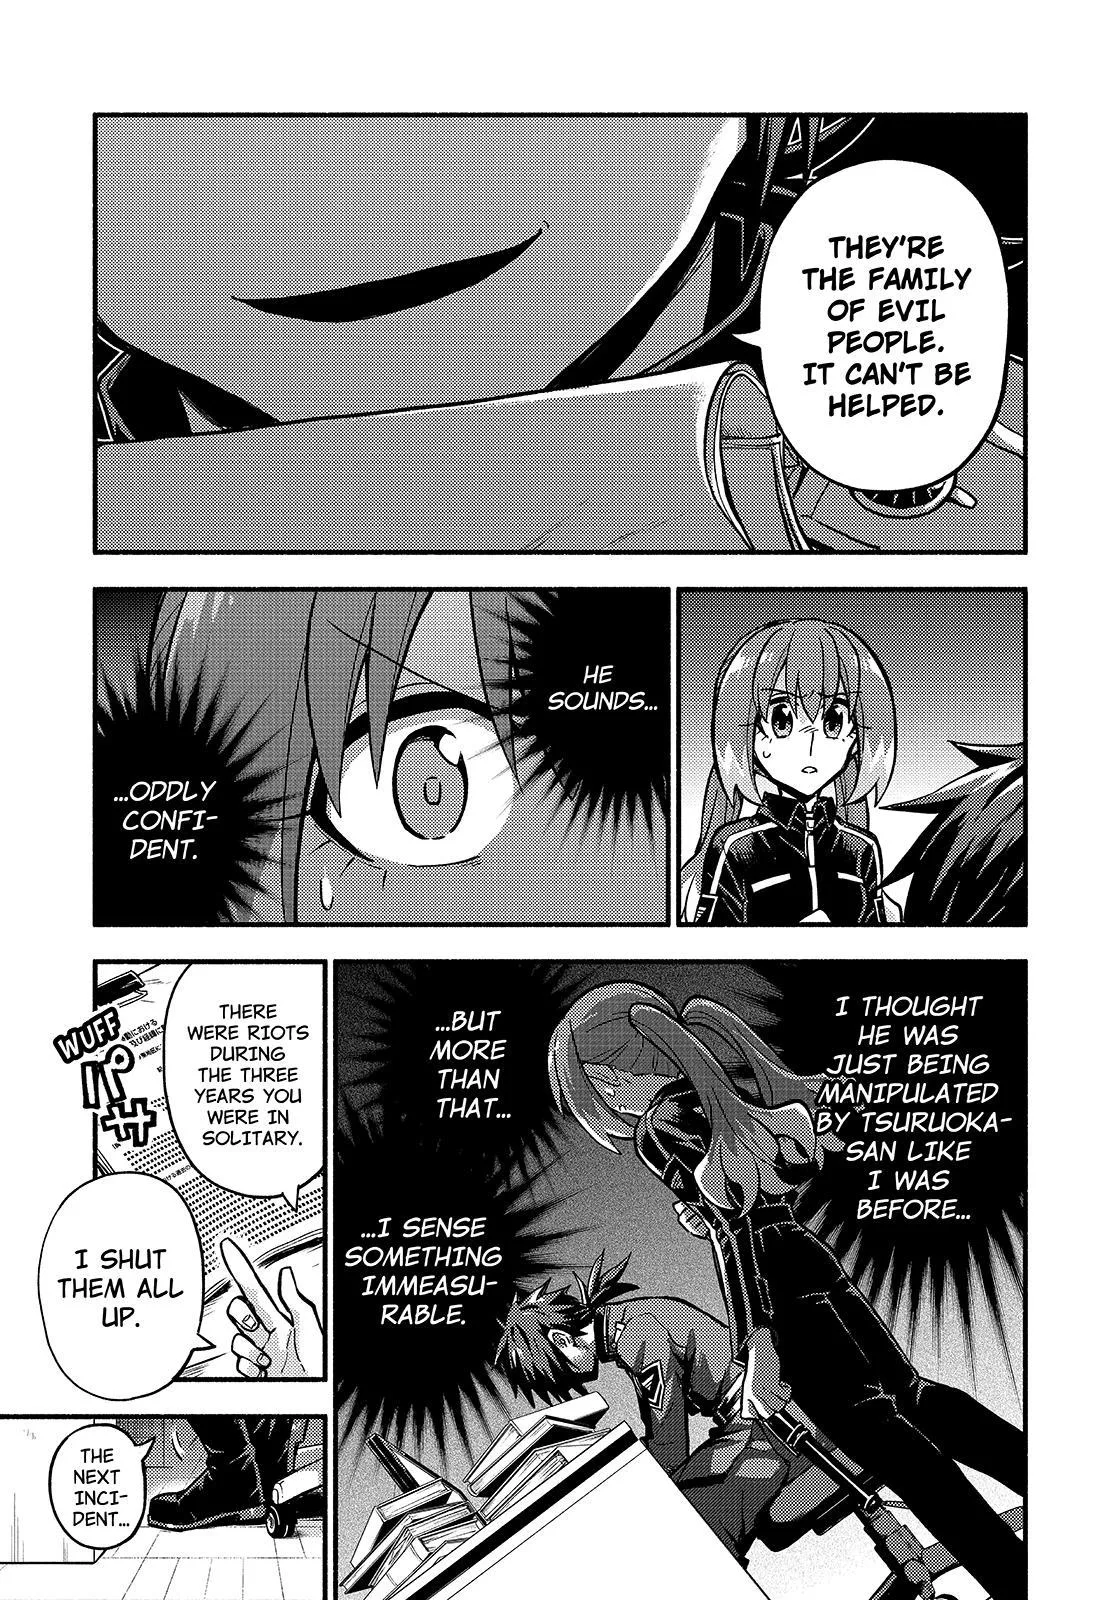 THEY'RE
THE FAMILY
OF EVIL
PEOPLE.
IT CAN'T BE
HELPED.
HE
SOUNDS...
...ODDLY
CONFI-
DENT.
I THOUGHT
HE WAS
JUST BEING
MANIPULATED
BY TSURUOKA-
SAN LIKE
I WAS
BEFORE...
...BUT
MORE
THAN
THAT...
...I SENSE
SOMETHING
IMMEASU-
RABLE.
THERE
WERE RIOTS
DURING
THE THREE
YEARS YOU
WERE IN
SOLITARY.
WUFF
パサ
I SHUT
THEM ALL
UP.
THE
NEXT
INCI-
DENT...